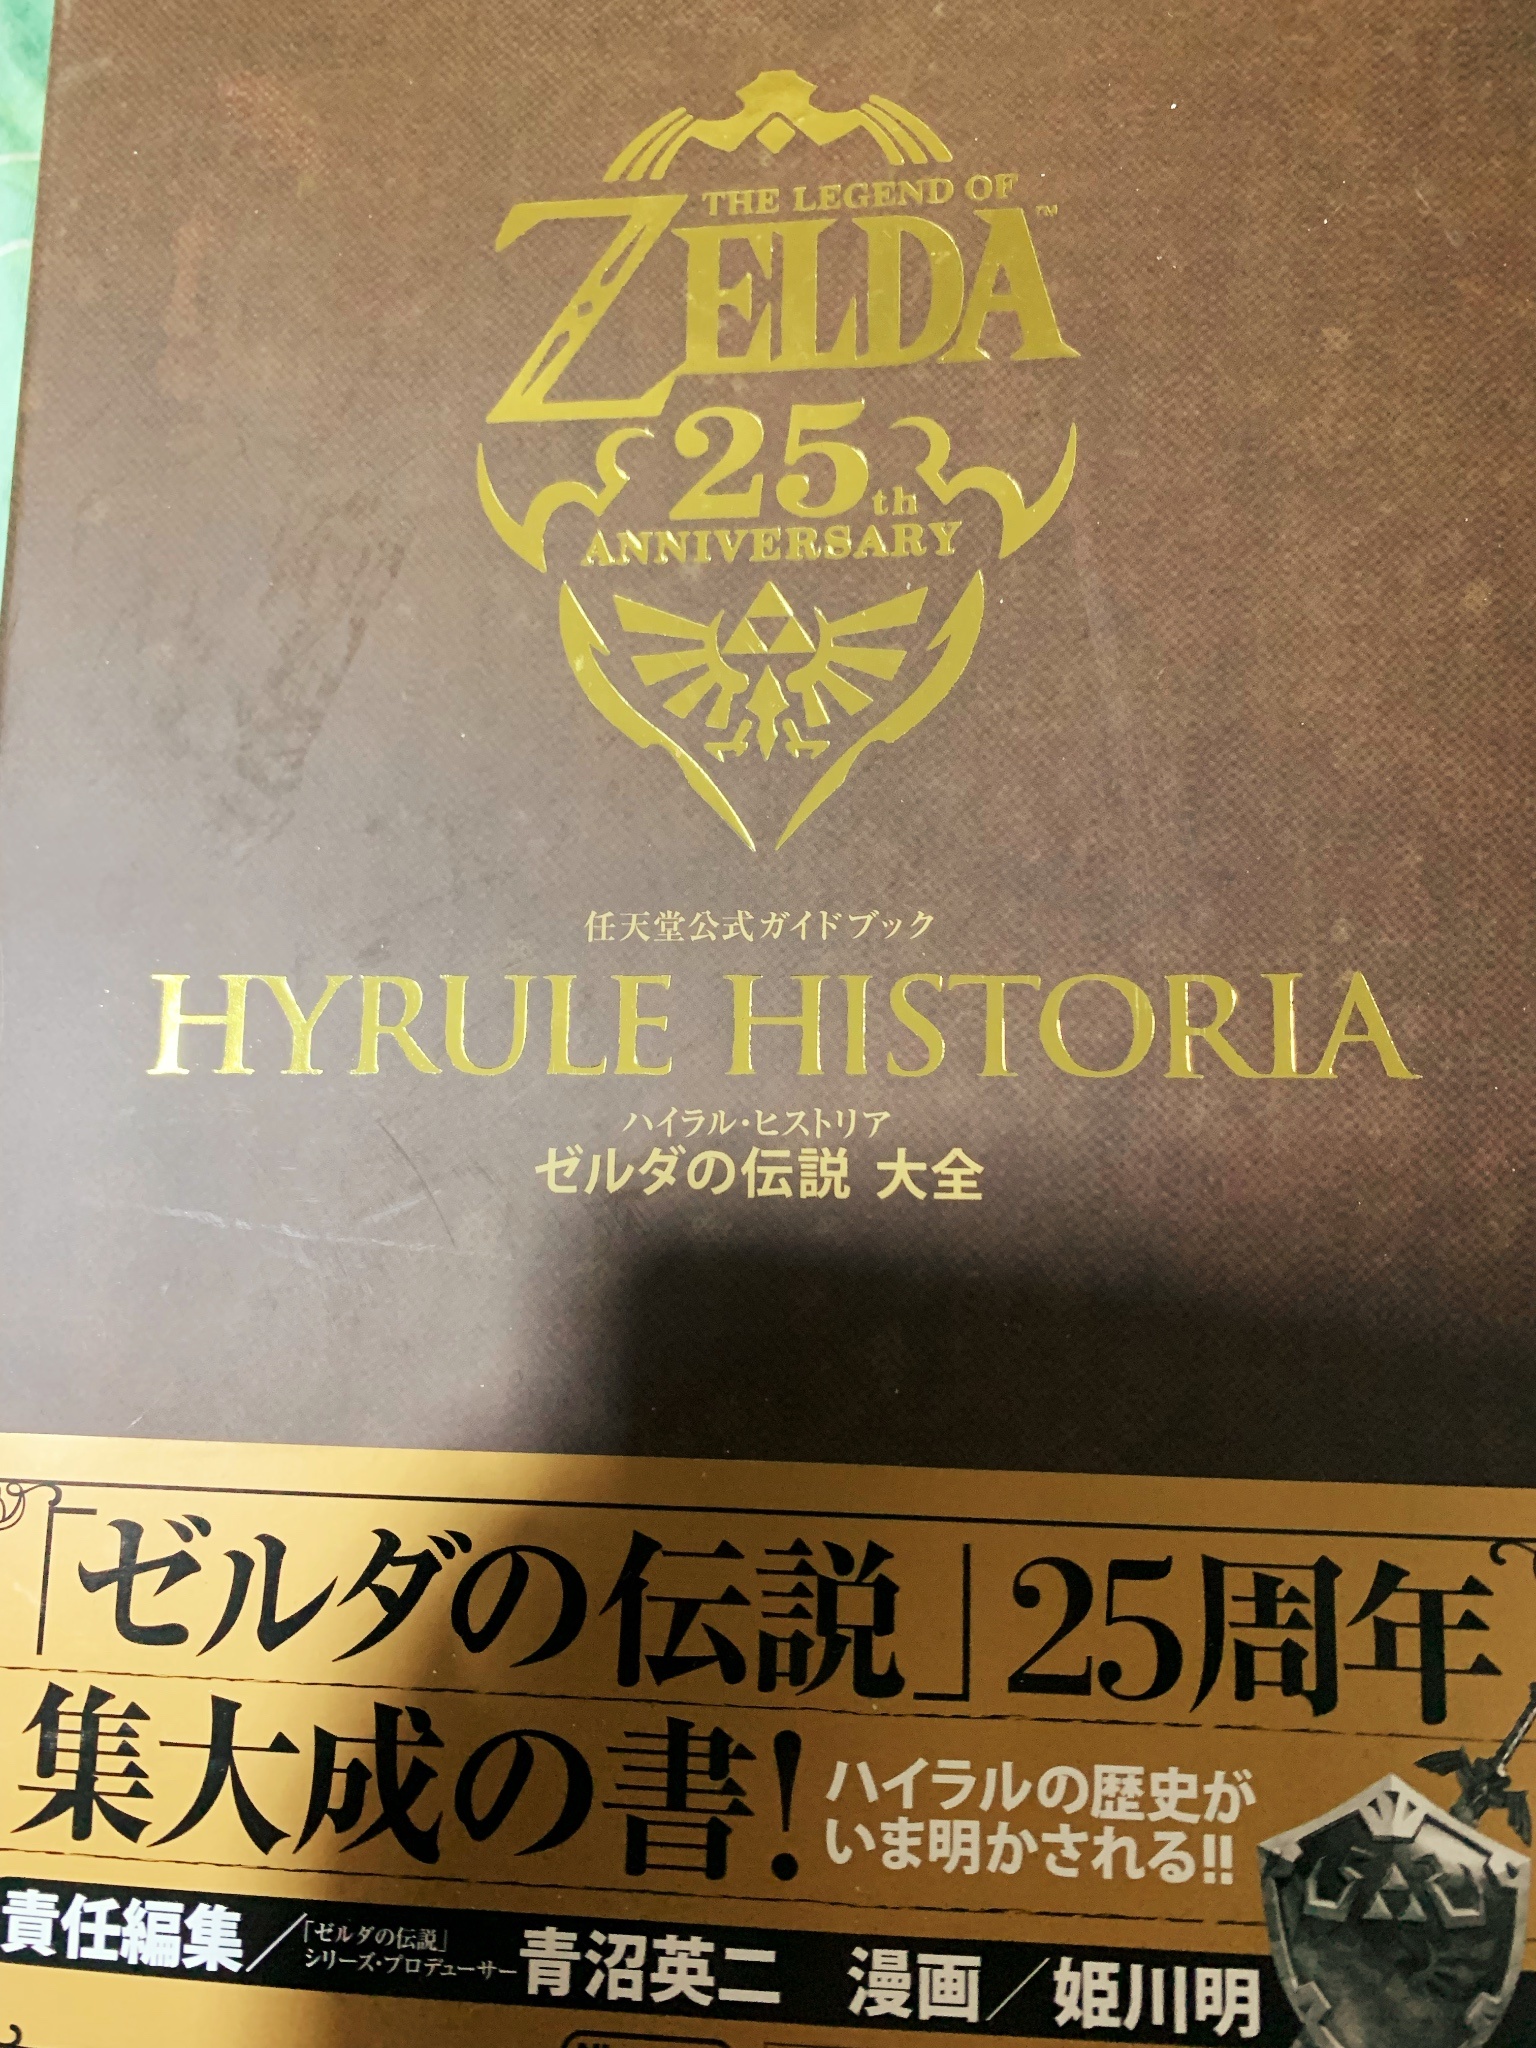 THE LEGEND OF
ZELDA™
25th
ANNIVERSARY
任天堂公式ガイドブック
HYRULE HISTORIA
ハイラル・ヒストリア
ゼルダの伝説 大全
「ゼルダの伝説」25周年
集大成の書!
ハイラルの歴史が
いま明かされる!!
責任編集/「ゼルダの伝説」シリーズ・プロデューサー 青沼英二 漫画/姫川明